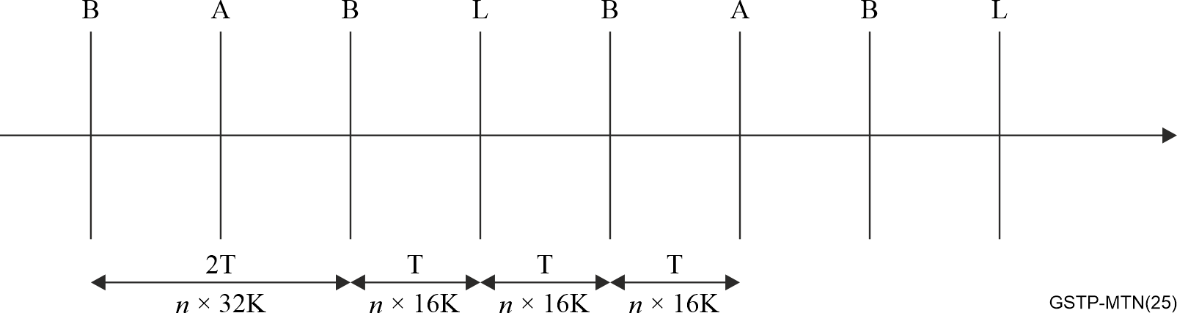 B A B L B A B L
2T T T T
n × 32K n × 16K n × 16K n × 16K
GSTP-MTN(25)